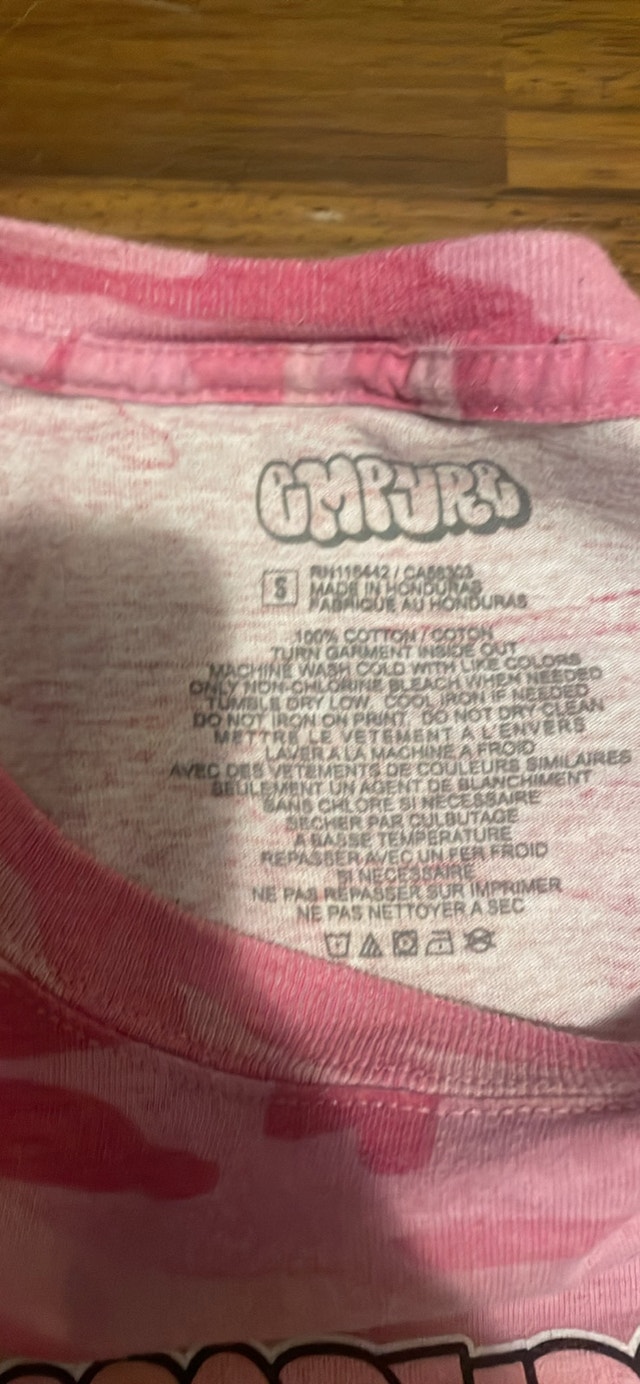 EMPYRE
S
RN118442 / CA58303
MADE IN HONDURAS
FABRIQUE AU HONDURAS
100% COTTON / COTON
TURN GARMENT INSIDE OUT
MACHINE WASH COLD WITH LIKE COLORS
ONLY NON-CHLORINE BLEACH WHEN NEEDED
TUMBLE DRY LOW, COOL IRON IF NEEDED
DO NOT IRON ON PRINT, DO NOT DRY CLEAN
METTRE LE VETEMENT A L'ENVERS
LAVER A LA MACHINE A FROID
AVEC DES VETEMENTS DE COULEURS SIMILAIRES
SEULEMENT UN AGENT DE BLANCHIMENT
SANS CHLORE SI NECESSAIRE
SECHER PAR CULBUTAGE
A BASSE TEMPERATURE
REPASSER AVEC UN FER FROID
SI NECESSAIRE
NE PAS REPASSER SUR IMPRIMER
NE PAS NETTOYER A SEC